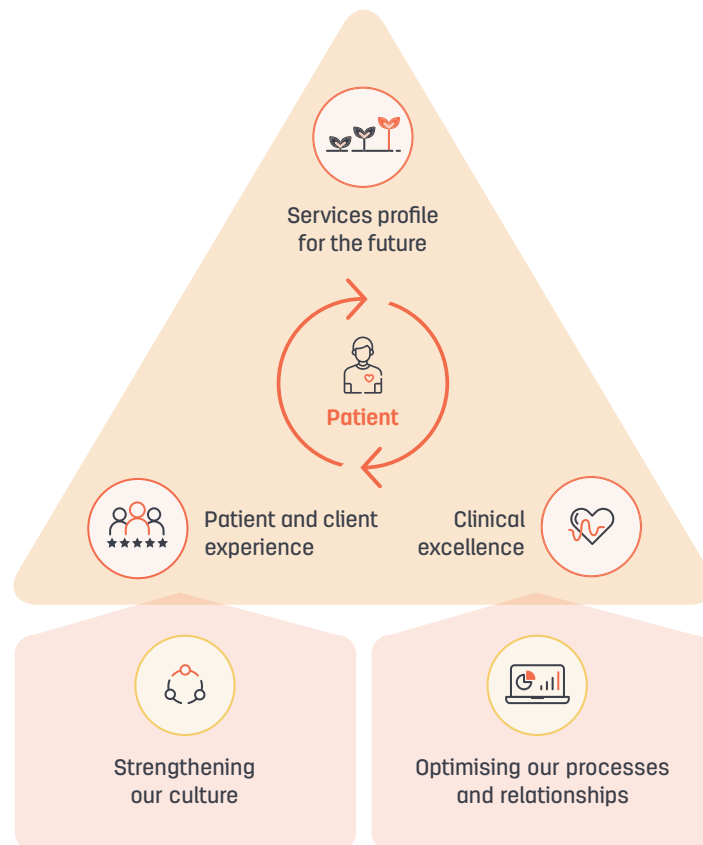 Services profile
for the future
Patient
Patient and client
experience
Clinical
excellence
Strengthening
our culture
Optimising our processes
and relationships